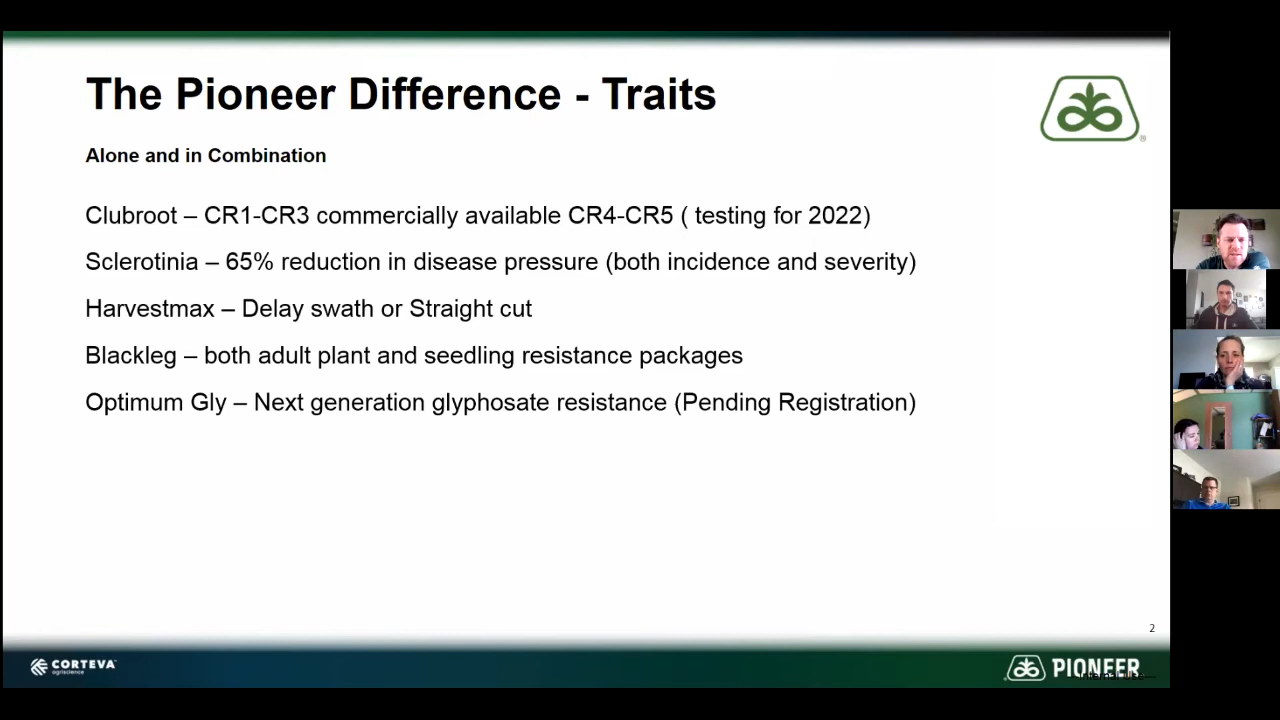 The Pioneer Difference - Traits
Alone and in Combination
Clubroot – CR1-CR3 commercially available CR4-CR5 ( testing for 2022)
Sclerotinia – 65% reduction in disease pressure (both incidence and severity)
Harvestmax – Delay swath or Straight cut
Blackleg – both adult plant and seedling resistance packages
Optimum Gly – Next generation glyphosate resistance (Pending Registration)
2
CORTEVA
agriscience
PIONEER
Internal Use